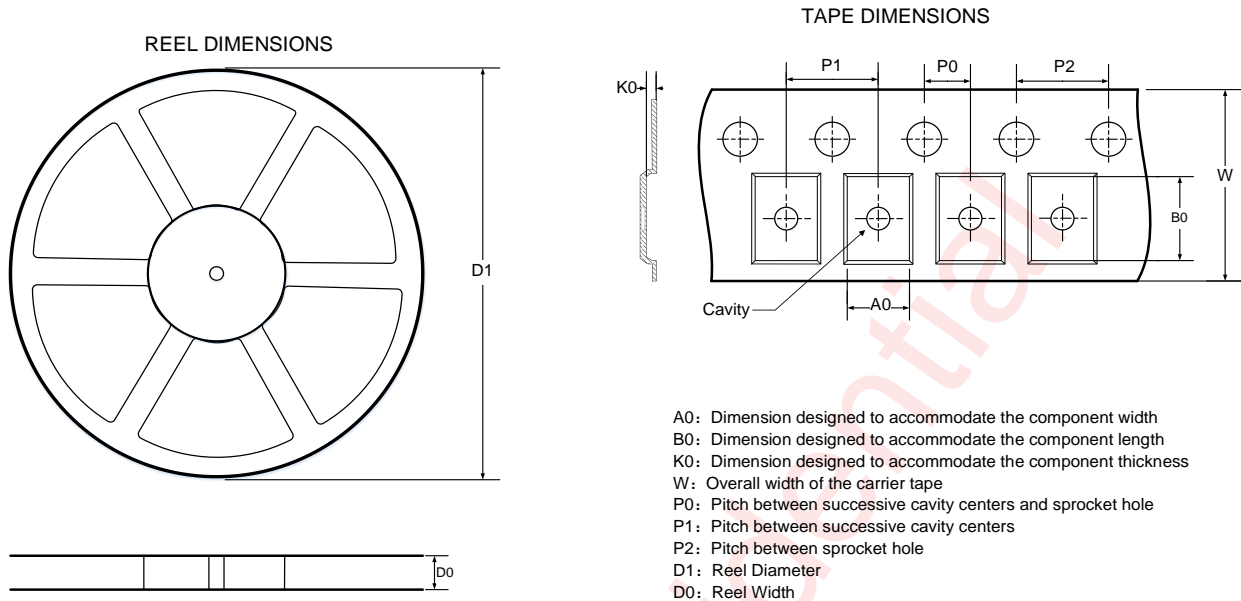 TAPE DIMENSIONS
REEL DIMENSIONS
P1
P0
P2
K0
W
B0
D1
Cavity
A0
A0: Dimension designed to accommodate the component width
B0: Dimension designed to accommodate the component length
K0: Dimension designed to accommodate the component thickness
W: Overall width of the carrier tape
P0: Pitch between successive cavity centers and sprocket hole
P1: Pitch between successive cavity centers
P2: Pitch between sprocket hole
D1: Reel Diameter
D0: Reel Width
D0
idential